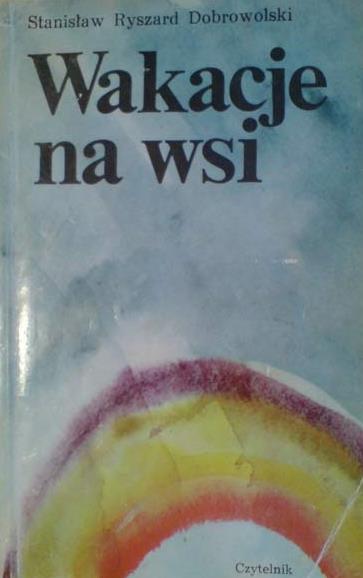 Stanisław Ryszard Dobrowolski
Wakacje
na wsi
Czytelnik